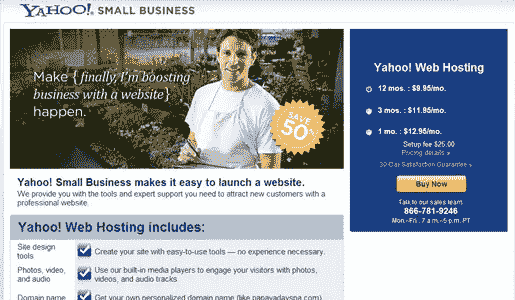 YAHOO! SMALL BUSINESS
Make { finally, I'm boosting
business with a website }
happen.
SAVE
50%
Yahoo! Web Hosting
12 mos. : $9.95/mo.
3 mos. : $11.95/mo.
1 mo. : $12.95/mo.
Setup fee $25.00
Pricing details »
30-Day Satisfaction Guarantee »
Buy Now
Talk to our sales team
866-781-9246
Mon.-Fri. 7 a.m.-5 p.m. PT
Yahoo! Small Business makes it easy to launch a website.
We provide you with the tools and expert support you need to attract new customers with a
professional website.
Yahoo! Web Hosting includes:
Site design
tools
Create your site with easy-to-use tools — no experience necessary.
Photos, video,
and audio
Use our built-in media players to engage your visitors with photos,
videos, and audio tracks
Domain name
Get your own personalized domain name (like papayadayspa.com)